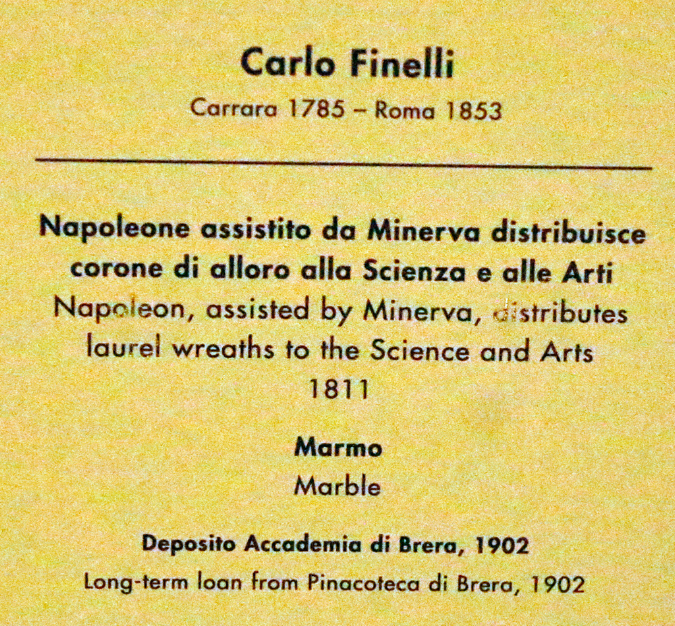 Carlo Finelli
Carrara 1785 – Roma 1853
Napoleone assistito da Minerva distribuisce
corone di alloro alla Scienza e alle Arti
Napoleon, assisted by Minerva, distributes
laurel wreaths to the Science and Arts
1811
Marmo
Marble
Deposito Accademia di Brera, 1902
Long-term loan from Pinacoteca di Brera, 1902